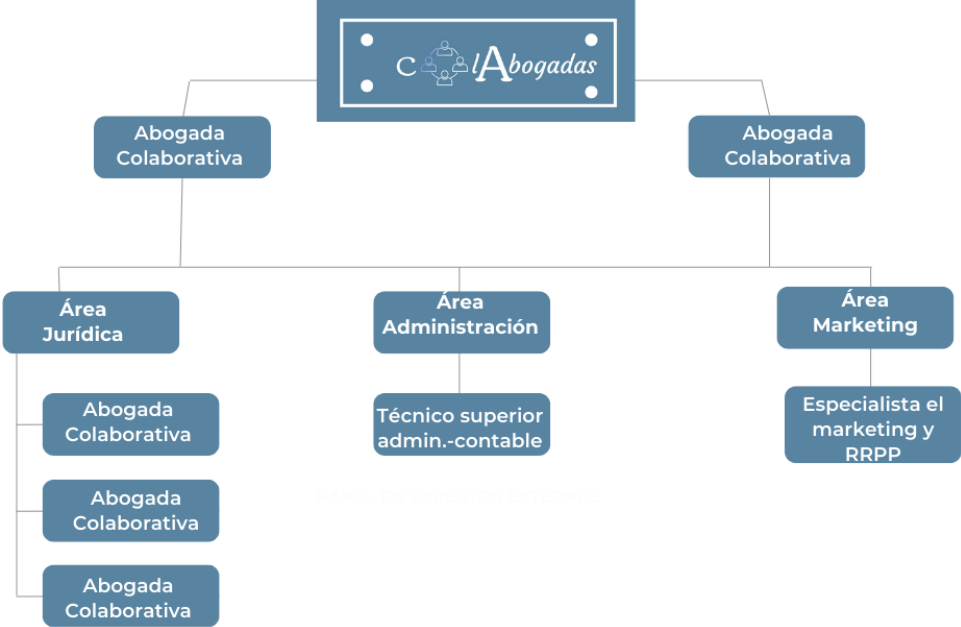 C lAbogadas
Abogada
Colaborativa
Abogada
Colaborativa
Área
Jurídica
Área
Administración
Área
Marketing
Abogada
Colaborativa
Abogada
Colaborativa
Abogada
Colaborativa
Técnico superior
admin.-contable
Especialista el
marketing y
RRPP